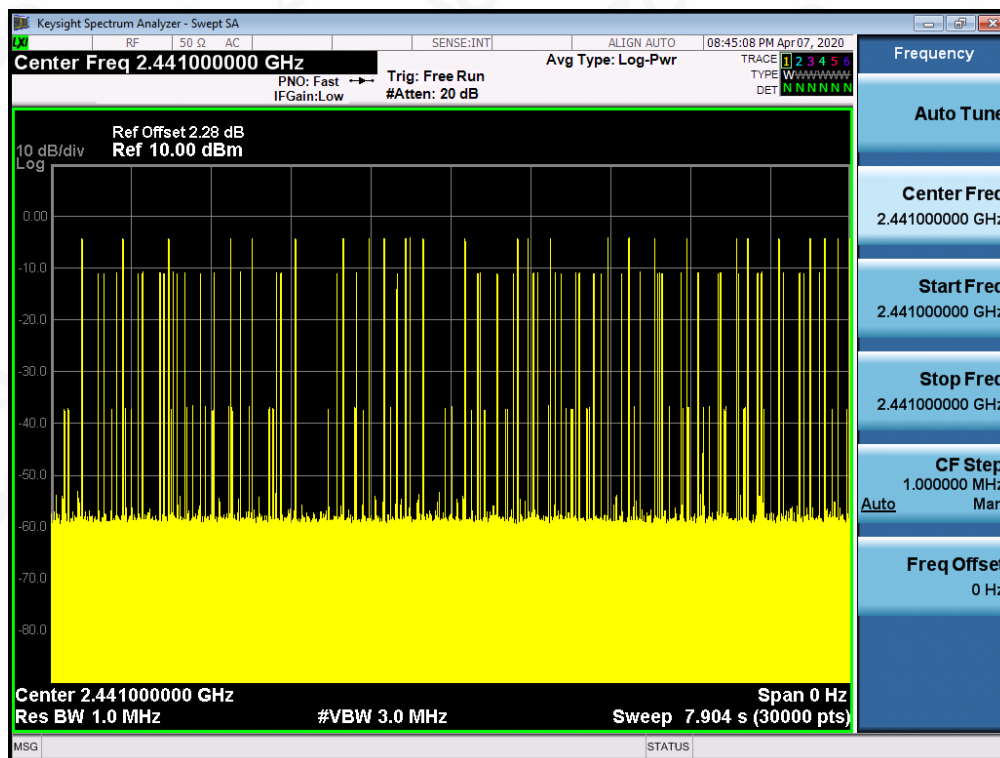 Keysight Spectrum Analyzer - Swept SA
LXI RF 50 Ω AC SENSE:INT ALIGN AUTO 08:45:08 PM Apr 07, 2020
Center Freq 2.441000000 GHz
PNO: Fast
IFGain:Low
Trig: Free Run
#Atten: 20 dB
Avg Type: Log-Pwr
TRACE 1 2 3 4 5 6
TYPE W
DET N N N N N N
Ref Offset 2.28 dB
10 dB/div Ref 10.00 dBm
Log
0.00
-10.0
-20.0
-30.0
-40.0
-50.0
-60.0
-70.0
-80.0
Center 2.441000000 GHz Span 0 Hz
Res BW 1.0 MHz #VBW 3.0 MHz Sweep 7.904 s (30000 pts)
MSG STATUS
Frequency
Auto Tune
Center Freq
2.441000000 GHz
Start Freq
2.441000000 GHz
Stop Freq
2.441000000 GHz
CF Step
1.000000 MHz
Auto Man
Freq Offset
0 Hz